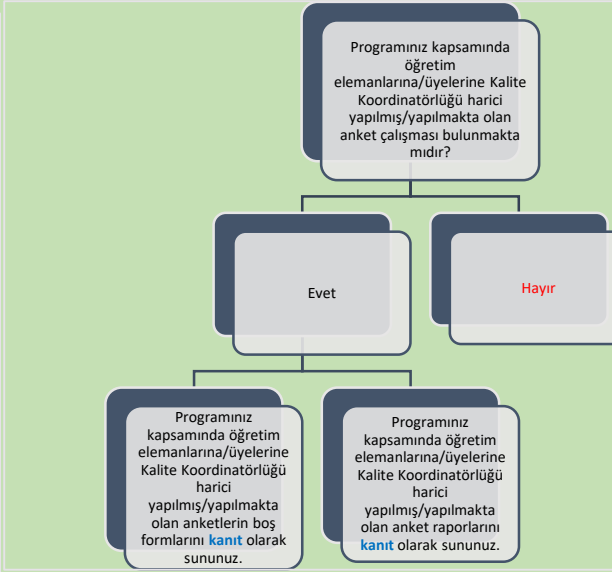 Programınız kapsamında
öğretim
elemanlarına/üyelerine Kalite
Koordinatörlüğü harici
yapılmış/yapılmakta olan
anket çalışması bulunmakta
mıdır?
Evet
Hayır
Programınız
kapsamında öğretim
elemanlarına/üyelerine
Kalite Koordinatörlüğü
harici
yapılmış/yapılmakta
olan anketlerin boş
formlarını kanıt olarak
sununuz.
Programınız
kapsamında öğretim
elemanlarına/üyelerine
Kalite Koordinatörlüğü
harici
yapılmış/yapılmakta
olan anket raporlarını
kanıt olarak sununuz.